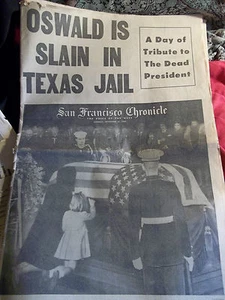 OSWALD IS
SLAIN IN
TEXAS JAIL
A Day of
Tribute to
The Dead
President
San Francisco Chronicle